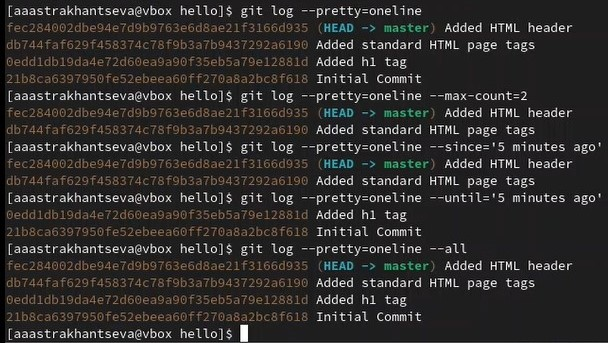 [aaastrakhantseva@vbox hello]$ git log --pretty=oneline
fec284002dbe94e7d9b9763e6d8ae21f3166d935 (HEAD -> master) Added HTML header
db744faf629f458374c78f9b3a7b9437292a6190 Added standard HTML page tags
0edd1db19da4e72d60ea9a90f35eb5a79e12881d Added h1 tag
21b8ca6397950fe52ebeea60ff270a8a2bc8f618 Initial Commit
[aaastrakhantseva@vbox hello]$ git log --pretty=oneline --max-count=2
fec284002dbe94e7d9b9763e6d8ae21f3166d935 (HEAD -> master) Added HTML header
db744faf629f458374c78f9b3a7b9437292a6190 Added standard HTML page tags
[aaastrakhantseva@vbox hello]$ git log --pretty=oneline --since='5 minutes ago'
fec284002dbe94e7d9b9763e6d8ae21f3166d935 (HEAD -> master) Added HTML header
db744faf629f458374c78f9b3a7b9437292a6190 Added standard HTML page tags
[aaastrakhantseva@vbox hello]$ git log --pretty=oneline --until='5 minutes ago'
0edd1db19da4e72d60ea9a90f35eb5a79e12881d Added h1 tag
21b8ca6397950fe52ebeea60ff270a8a2bc8f618 Initial Commit
[aaastrakhantseva@vbox hello]$ git log --pretty=oneline --all
fec284002dbe94e7d9b9763e6d8ae21f3166d935 (HEAD -> master) Added HTML header
db744faf629f458374c78f9b3a7b9437292a6190 Added standard HTML page tags
0edd1db19da4e72d60ea9a90f35eb5a79e12881d Added h1 tag
21b8ca6397950fe52ebeea60ff270a8a2bc8f618 Initial Commit
[aaastrakhantseva@vbox hello]$